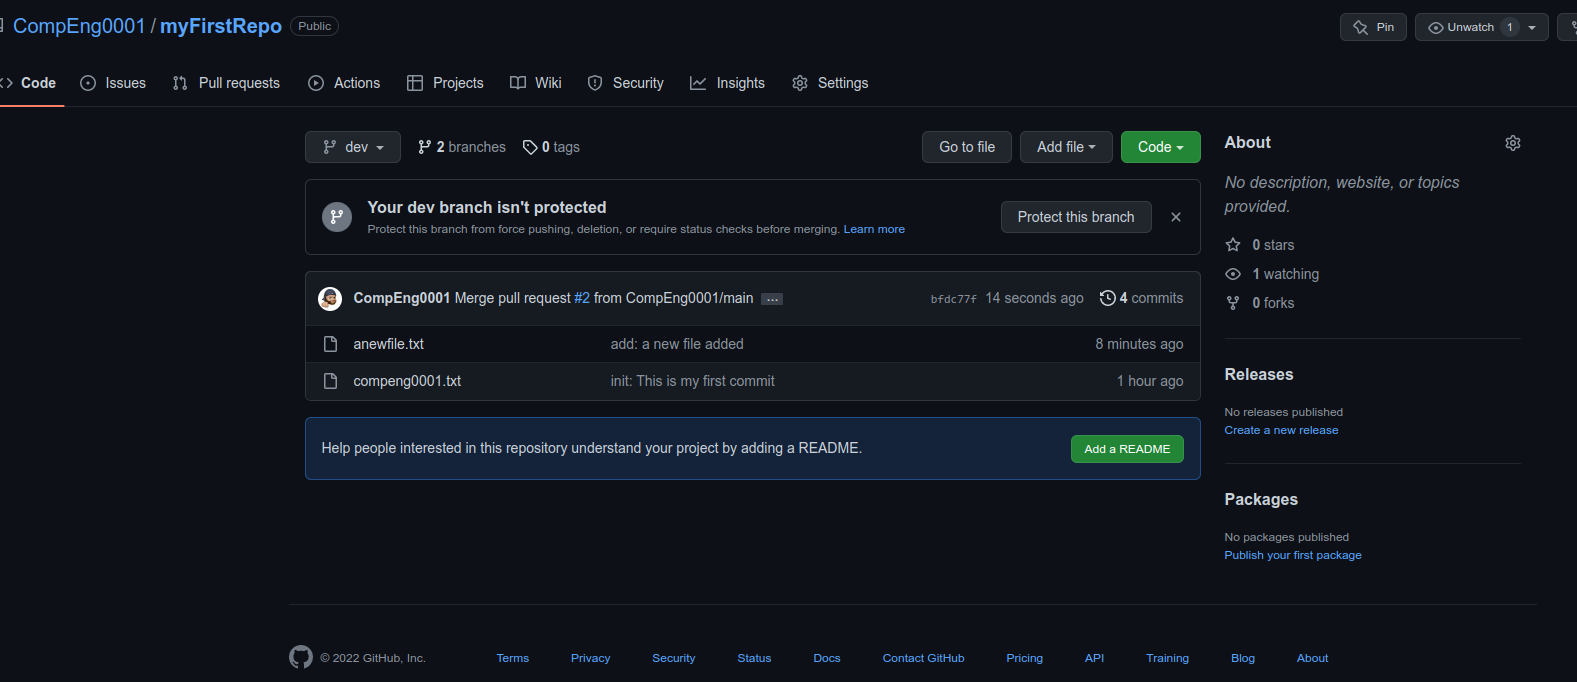 CompEng0001 / myFirstRepo Public Pin Unwatch 1
Code Issues Pull requests Actions Projects Wiki Security Insights Settings
dev 2 branches 0 tags Go to file Add file Code
Your dev branch isn't protected
Protect this branch from force pushing, deletion, or require status checks before merging. Learn more
Protect this branch
CompEng0001 Merge pull request #2 from CompEng0001/main ... bfdc77f 14 seconds ago 4 commits
anewfile.txt add: a new file added 8 minutes ago
compeng0001.txt init: This is my first commit 1 hour ago
Help people interested in this repository understand your project by adding a README. Add a README
About
No description, website, or topics
provided.
0 stars
1 watching
0 forks
Releases
No releases published
Create a new release
Packages
No packages published
Publish your first package
© 2022 GitHub, Inc. Terms Privacy Security Status Docs Contact GitHub Pricing API Training Blog About